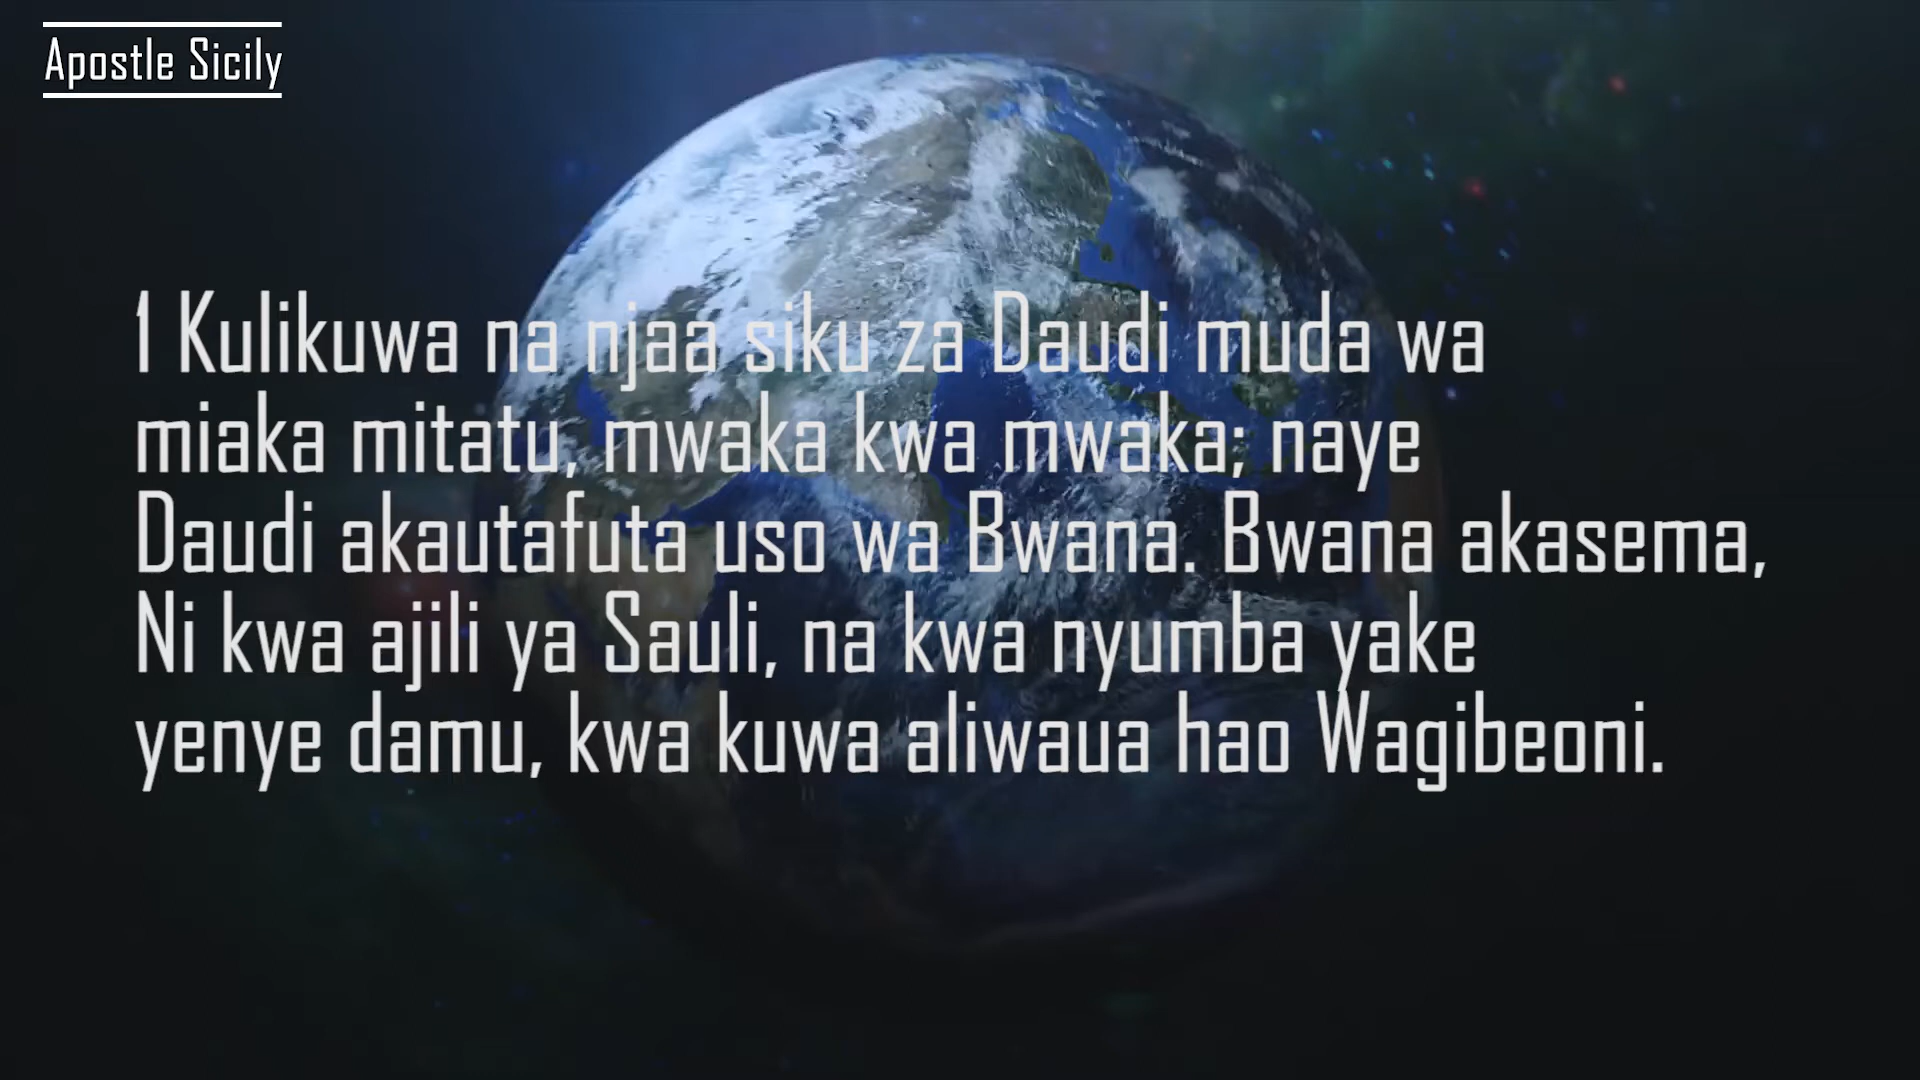 Apostle Sicily
1 Kulikuwa na njaa siku za Daudi muda wa
miaka mitatu, mwaka kwa mwaka; naye
Daudi akautafuta uso wa Bwana. Bwana akasema,
Ni kwa ajili ya Sauli, na kwa nyumba yake
yenye damu, kwa kuwa aliwaua hao Wagibeoni.